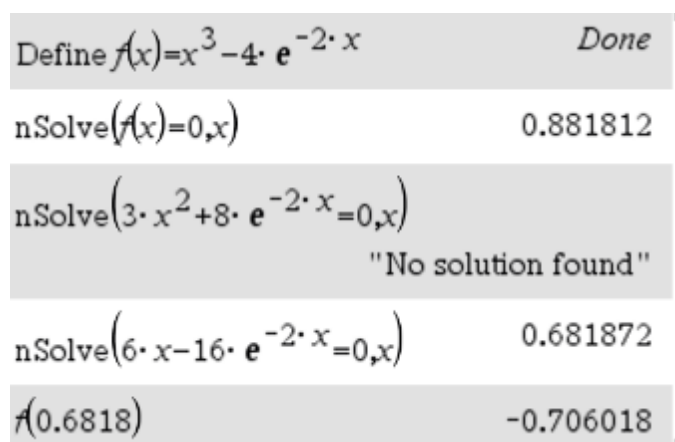 Define f(x)=x^3-4·e^-2·x Done
nSolve(f(x)=0,x) 0.881812
nSolve(3·x^2+8·e^-2·x=0,x)
"No solution found"
nSolve(6·x-16·e^-2·x=0,x) 0.681872
f(0.6818) -0.706018